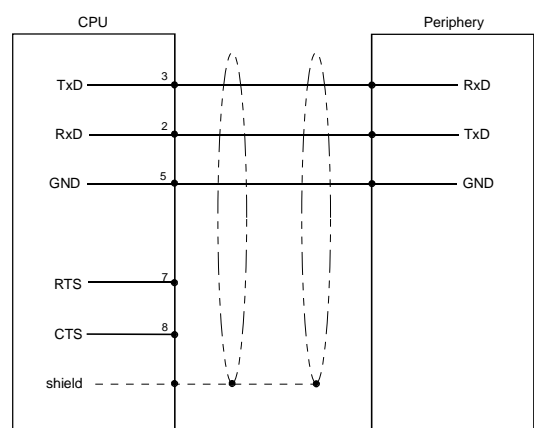 CPU Periphery
TxD 3 RxD
RxD 2 TxD
GND 5 GND
RTS 7
CTS 8
shield